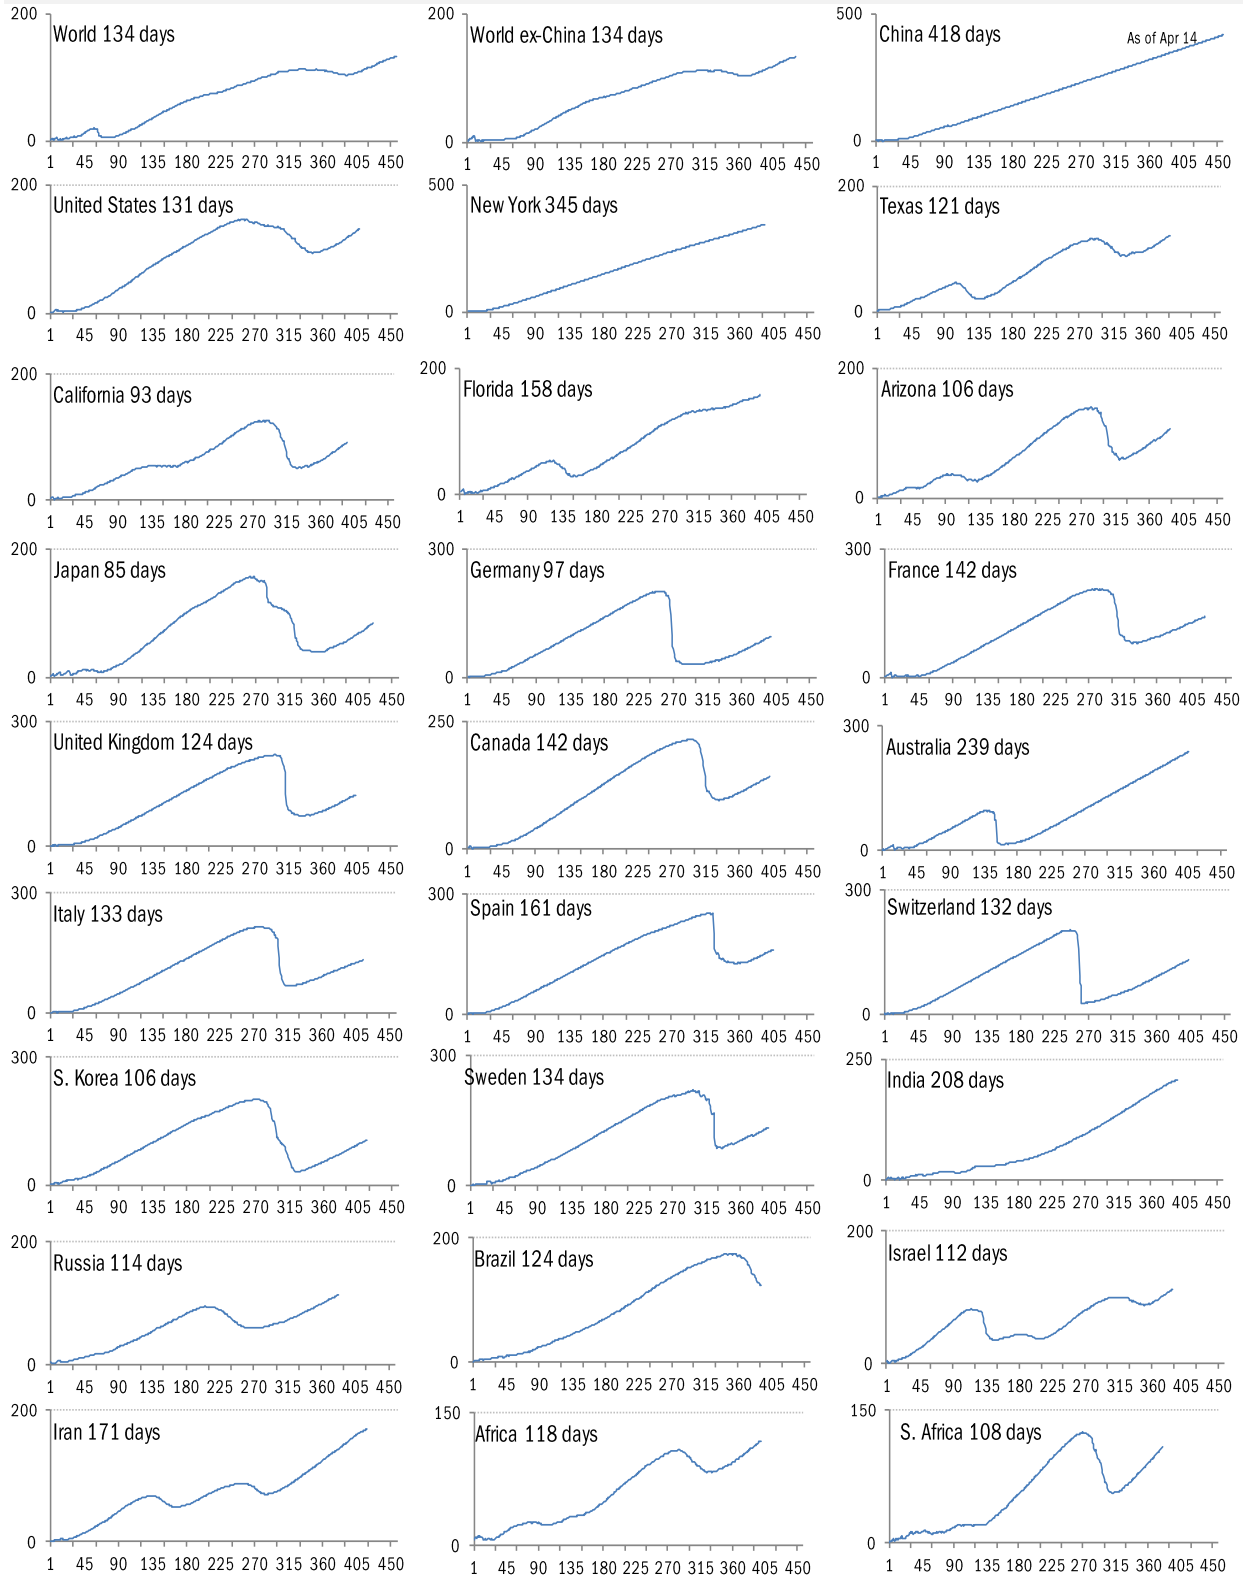 200 200 500
World 134 days World ex-China 134 days China 418 days
As of Apr 14
0 0 0
1 45 90 135 180 225 270 315 360 405 450 1 45 90 135 180 225 270 315 360 405 450 1 45 90 135 180 225 270 315 360 405 450
200 500 200
United States 131 days New York 345 days Texas 121 days
0 0 0
1 45 90 135 180 225 270 315 360 405 450 1 45 90 135 180 225 270 315 360 405 450 1 45 90 135 180 225 270 315 360 405 450
200 200 200
California 93 days Florida 158 days Arizona 106 days
0 0 0
1 45 90 135 180 225 270 315 360 405 450 1 45 90 135 180 225 270 315 360 405 450 1 45 90 135 180 225 270 315 360 405 450
200 300 300
Japan 85 days Germany 97 days France 142 days
0 0 0
1 45 90 135 180 225 270 315 360 405 450 1 45 90 135 180 225 270 315 360 405 450 1 45 90 135 180 225 270 315 360 405 450
300 250 300
United Kingdom 124 days Canada 142 days Australia 239 days
0 0 0
1 45 90 135 180 225 270 315 360 405 450 1 45 90 135 180 225 270 315 360 405 450 1 45 90 135 180 225 270 315 360 405 450
300 300 300
Italy 133 days Spain 161 days Switzerland 132 days
0 0 0
1 45 90 135 180 225 270 315 360 405 450 1 45 90 135 180 225 270 315 360 405 450 1 45 90 135 180 225 270 315 360 405 450
300 300 250
S. Korea 106 days Sweden 134 days India 208 days
0 0 0
1 45 90 135 180 225 270 315 360 405 450 1 45 90 135 180 225 270 315 360 405 450 1 45 90 135 180 225 270 315 360 405 450
200 200 200
Russia 114 days Brazil 124 days Israel 112 days
0 0 0
1 45 90 135 180 225 270 315 360 405 450 1 45 90 135 180 225 270 315 360 405 450 1 45 90 135 180 225 270 315 360 405 450
200 150 150
Iran 171 days Africa 118 days S. Africa 108 days
0 0 0
1 45 90 135 180 225 270 315 360 405 450 1 45 90 135 180 225 270 315 360 405 450 1 45 90 135 180 225 270 315 360 405 450